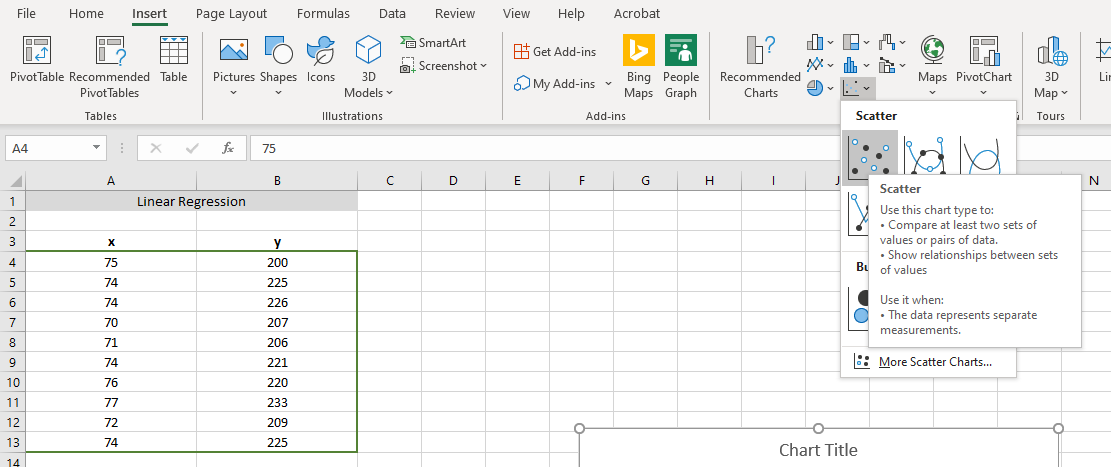 File Home Insert Page Layout Formulas Data Review View Help Acrobat
PivotTable Recommended PivotTables Table
Tables
Pictures Shapes Icons 3D Models
SmartArt
Screenshot
Illustrations
Get Add-ins
My Add-ins
Bing Maps People Graph
Add-ins
Recommended Charts
Maps PivotChart
3D Map
Tours
A4 fx 75
A B C D E F G H I J N
1 Linear Regression
2
3 x y
4 75 200
5 74 225
6 74 226
7 70 207
8 71 206
9 74 221
10 76 220
11 77 233
12 72 209
13 74 225
14
Scatter
Scatter
Use this chart type to:
• Compare at least two sets of
values or pairs of data.
• Show relationships between sets
of values
Use it when:
• The data represents separate
measurements.
More Scatter Charts...
Chart Title